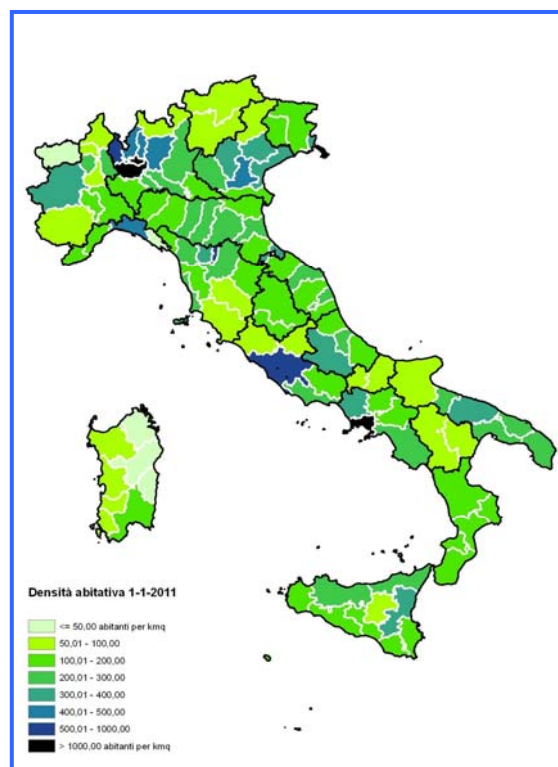 Densità abitativa 1-1-2011
<= 50,00 abitanti per kmq
50,01 - 100,00
100,01 - 200,00
200,01 - 300,00
300,01 - 400,00
400,01 - 500,00
500,01 - 1000,00
> 1000,00 abitanti per kmq